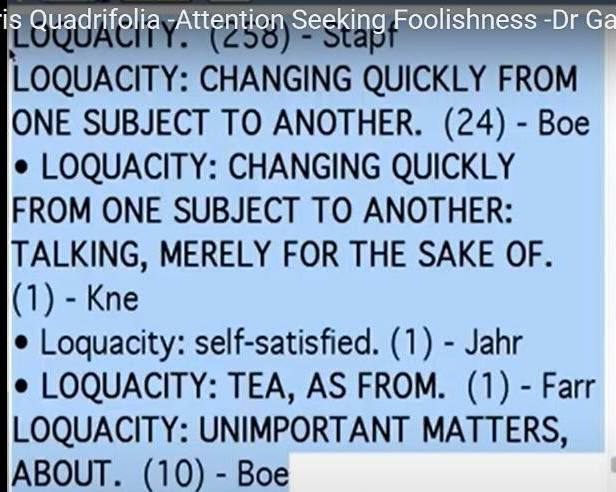 ris Quadrifolia -Attention Seeking Foolishness -Dr Ga
LOQUACITY. (258) - Stapf
LOQUACITY: CHANGING QUICKLY FROM
ONE SUBJECT TO ANOTHER. (24) - Boe
• LOQUACITY: CHANGING QUICKLY
FROM ONE SUBJECT TO ANOTHER:
TALKING, MERELY FOR THE SAKE OF.
(1) - Kne
• Loquacity: self-satisfied. (1) - Jahr
• LOQUACITY: TEA, AS FROM. (1) - Farr
LOQUACITY: UNIMPORTANT MATTERS,
ABOUT. (10) - Boe